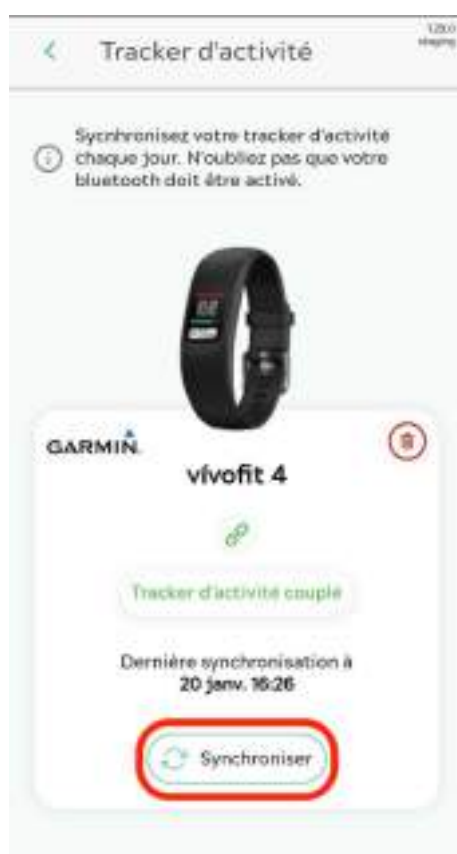 Tracker d'activité
Sycnhronisez votre tracker d'activité
chaque jour. N'oubliez pas que votre
bluetooth doit être activé.
GARMIN
vívofit 4
Tracker d'activité couplé
Dernière synchronisation à
20 janv. 16:26
Synchroniser